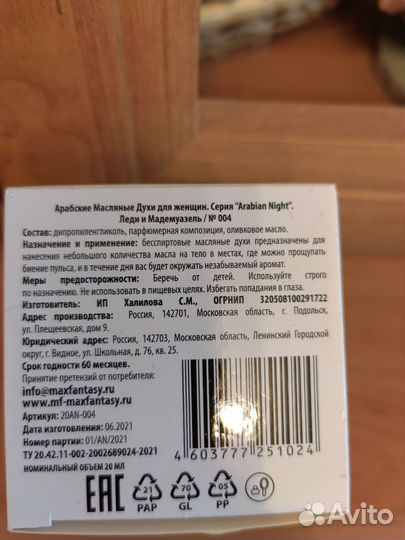 Арабские Масляные Духи для женщин. Серия "Arabian Night".
Леди и Мадемуазель / № 004
Состав: дипропиленгликоль, парфюмерная композиция, оливковое масло.
Назначение и применение: бесспиртовые масляные духи предназначены для
нанесения небольшого количества масла на тело в местах, где можно прощупать
биение пульса, и в течение дня вас будет окружать незабываемый аромат.
Меры предосторожности: Беречь от детей. Используйте строго
по назначению. Не использовать в пищевых целях. Избегать попадания в глаза.
Изготовитель: ИП Халилова С.М., ОГРНИП 320508100291722
Адрес производства: Россия, 142701, Московская область, г. Подольск,
ул. Плещеевская, дом 9.
Юридический адрес: Россия, 142703, Московская область, Ленинский Городской
округ, г. Видное, ул. Школьная, д. 76, кв. 25.
Срок годности 60 месяцев.
Принятие претензий от потребителя:
info@maxfantasy.ru
www.mf-maxfantasy.ru
Артикул: 20AN-004
Дата изготовления: 06.2021
Номер партии: 01/AN/2021
ТУ 20.42.11-002-2002689024-2021
НОМИНАЛЬНЫЙ ОБЪЕМ 20 МЛ
4 603777 251024
EAC
21
PAP
70
GL
05
PP
Avito